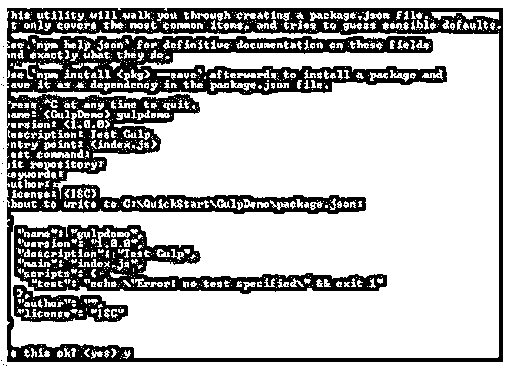 his utility will walk you through creating a package.json file.
t only covers the most common items, and tries to guess sensible defaults.
ee `npm help json` for definitive documentation on these fields
nd exactly what they do.
se `npm install <pkg> --save` afterwards to install a package and
ave it as a dependency in the package.json file.
ress ^C at any time to quit.
name: (GulpDemo) gulpdemo
version: (1.0.0)
escription: Test Gulp
ntry point: (index.js)
est command:
it repository:
eywords:
uthor:
icense: (ISC)
bout to write to C:\QuickStart\GulpDemo\package.json:
"name": "gulpdemo",
"version": "1.0.0",
"description": "Test Gulp",
"main": "index.js",
"scripts": {
"test": "echo \"Error: no test specified\" && exit 1"
},
"author": "",
"license": "ISC"
s this ok? (yes) y